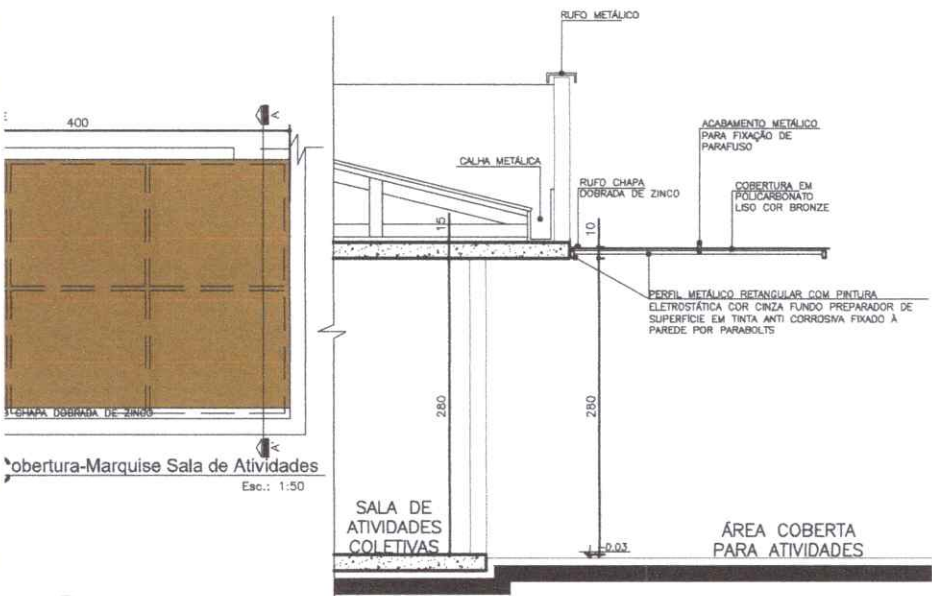 400
A
CHAPA DOBRADA DE ZINCO
A'
obertura-Marquise Sala de Atividades
Esc.: 1:50
RUFO METÁLICO
CALHA METÁLICA
RUFO CHAPA
DOBRADA DE ZINCO
ACABAMENTO METÁLICO
PARA FIXAÇÃO DE
PARAFUSO
COBERTURA EM
POLICARBONATO
LISO COR BRONZE
15
10
PERFIL METÁLICO RETANGULAR COM PINTURA
ELETROSTÁTICA COR CINZA FUNDO PREPARADOR DE
SUPERFÍCIE EM TINTA ANTI CORROSIVA FIXADO À
PAREDE POR PARABOLTS
280
280
SALA DE
ATIVIDADES
COLETIVAS
-0.03
ÁREA COBERTA
PARA ATIVIDADES